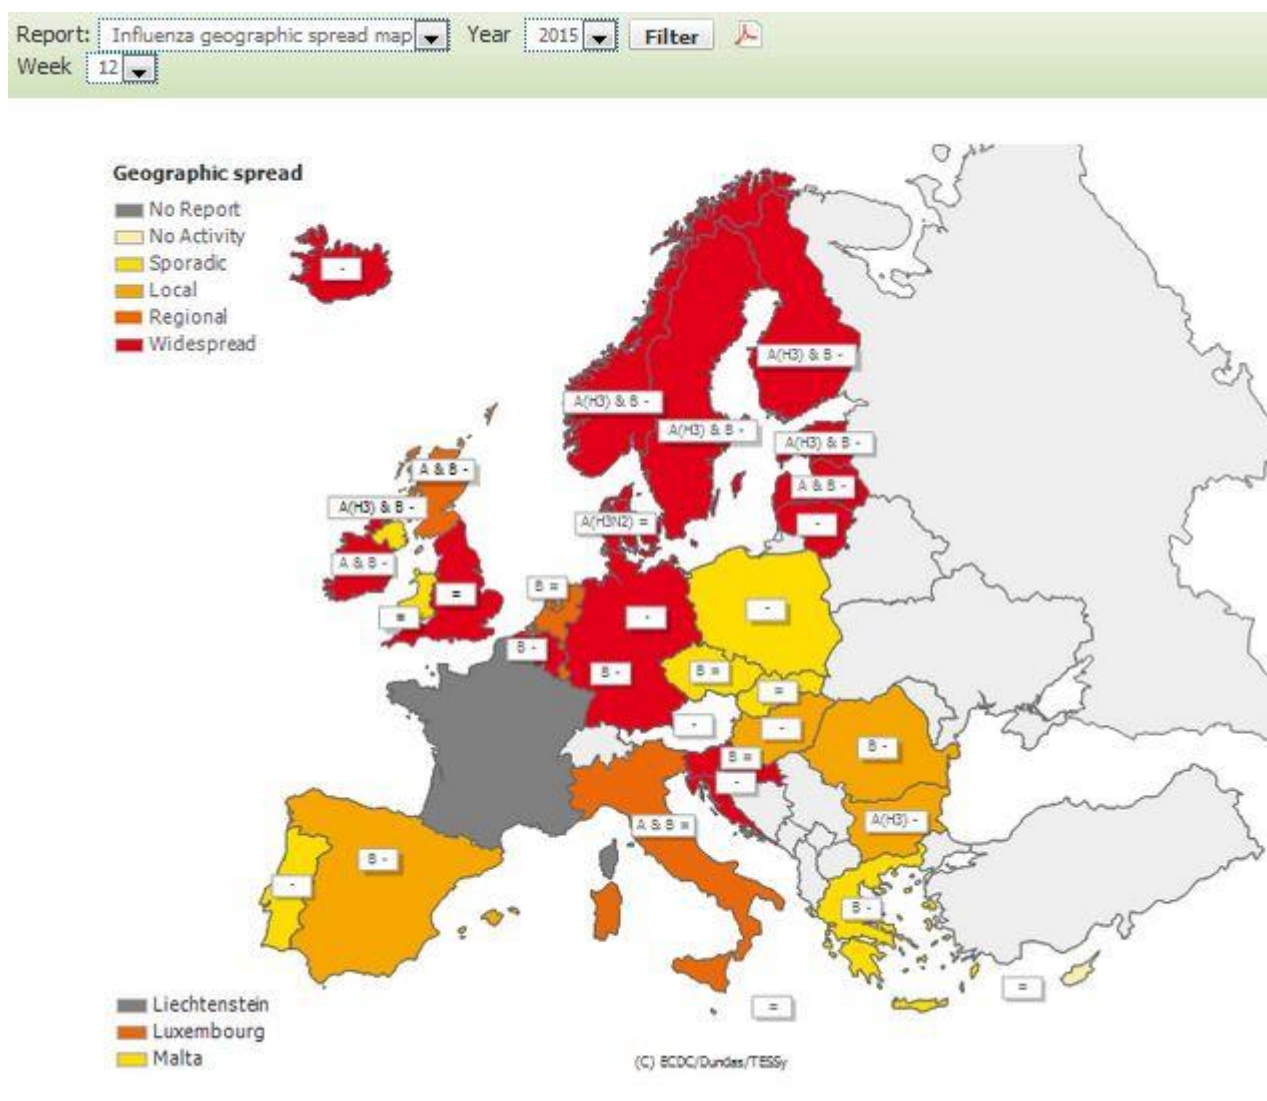 Report: Influenza geographic spread map Year 2015 Filter
Week 12
Geographic spread
No Report
No Activity
Sporadic
Local
Regional
Widespread
-
A(H3) & B -
A(H3) & B -
A(H3) & B -
A(H3) & B -
A & B -
A & B -
A(H3) & B -
A(H3N2) =
-
A & B -
B =
=
=
-
-
B -
B -
B =
=
-
-
B -
B =
-
A & B =
A(H3) -
B -
-
B -
=
=
Liechtenstein
Luxembourg
Malta
(C) ECDC/Dundas/TESSy